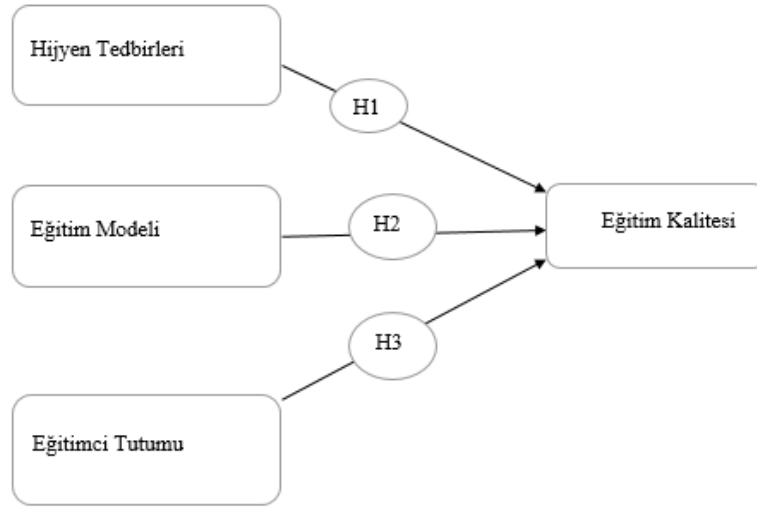 Hijyen Tedbirleri
H1
Eğitim Modeli
H2
Eğitim Kalitesi
H3
Eğitimci Tutumu